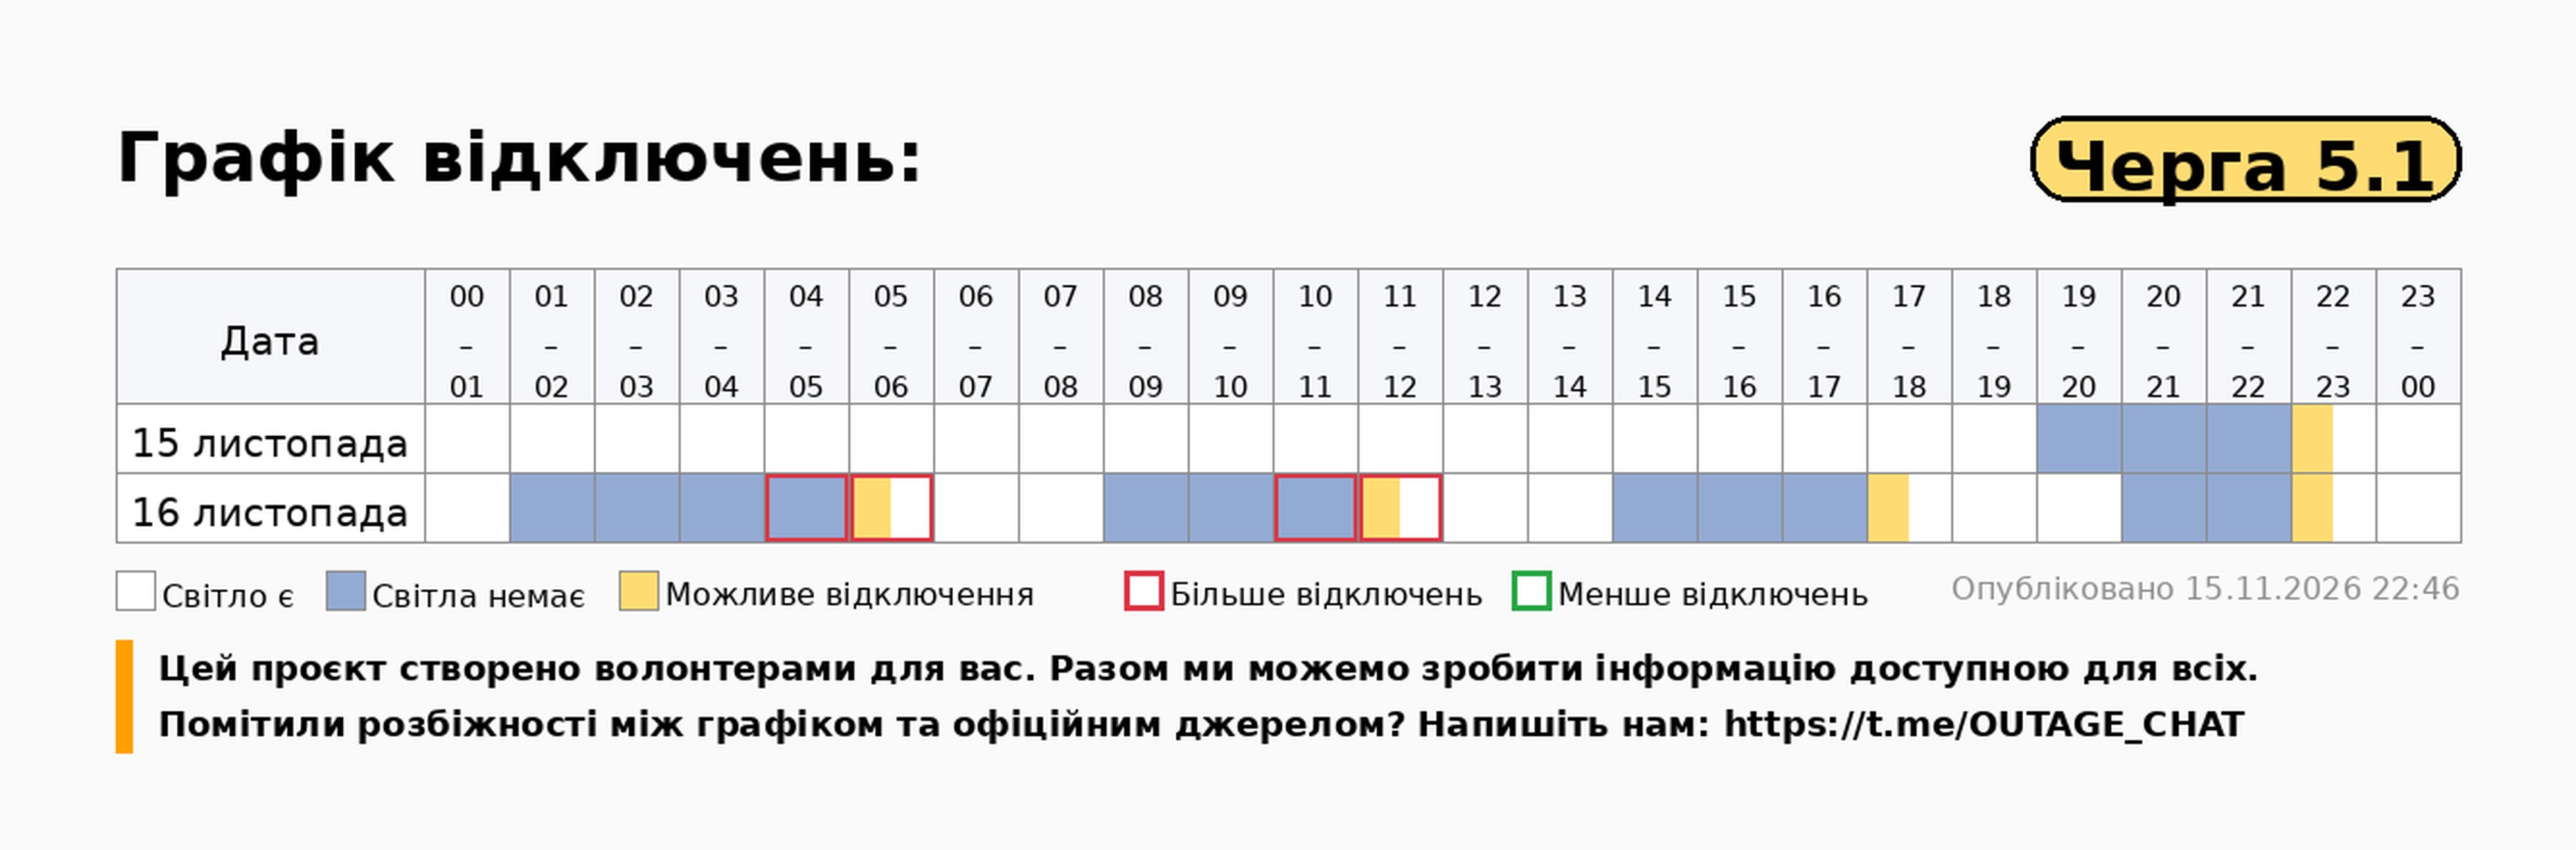 Графік відключень:
Черга 5.1
Дата
00 – 01
01 – 02
02 – 03
03 – 04
04 – 05
05 – 06
06 – 07
07 – 08
08 – 09
09 – 10
10 – 11
11 – 12
12 – 13
13 – 14
14 – 15
15 – 16
16 – 17
17 – 18
18 – 19
19 – 20
20 – 21
21 – 22
22 – 23
23 – 00
15 листопада
16 листопада
Світло є
Світла немає
Можливе відключення
Більше відключень
Менше відключень
Опубліковано 15.11.2026 22:46
Цей проєкт створено волонтерами для вас. Разом ми можемо зробити інформацію доступною для всіх.
Помітили розбіжності між графіком та офіційним джерелом? Напишіть нам: https://t.me/OUTAGE_CHAT